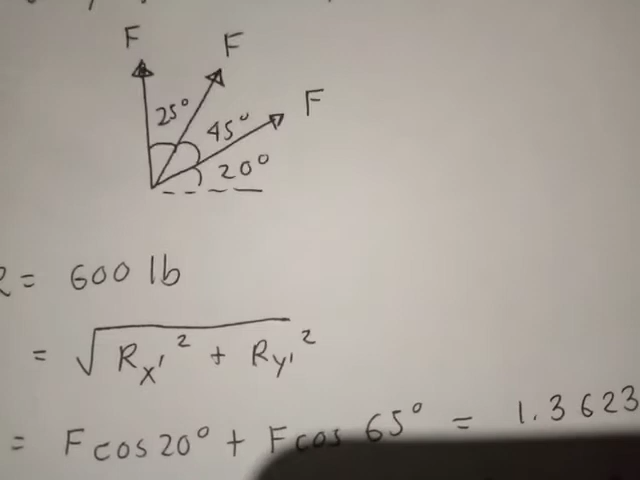 F F
F
25°
45°
20°
R = 600 lb
= √(Rx'² + Ry'²)
= F cos 20° + F cos 65° = 1.3623